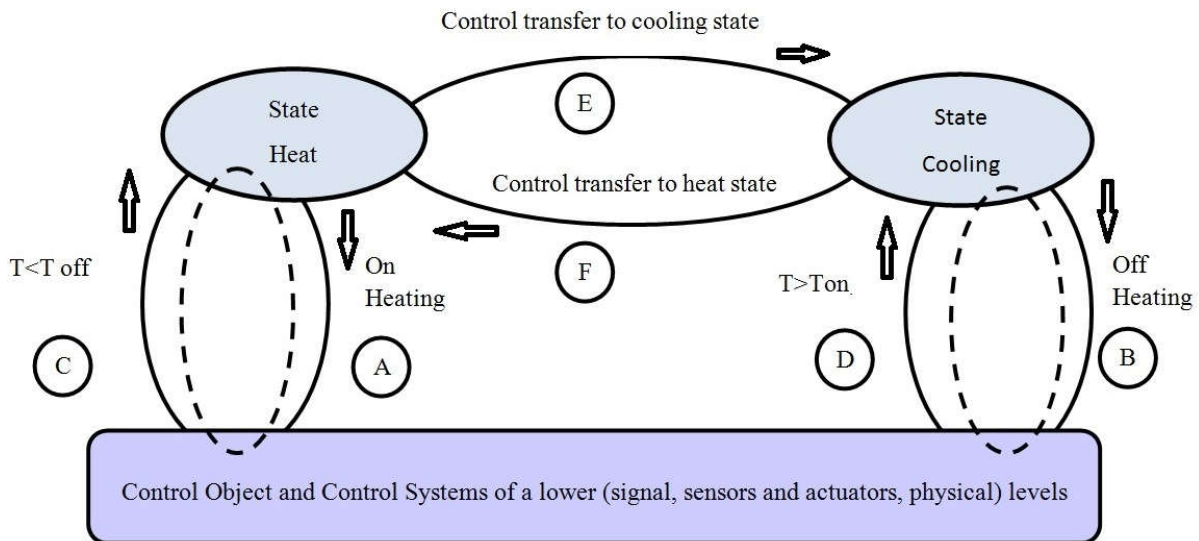 Control transfer to cooling state
E
State
Heat
State
Cooling
Control transfer to heat state
T<T off
On
Heating
F
T>Ton
Off
Heating
C
A
D
B
Control Object and Control Systems of a lower (signal, sensors and actuators, physical) levels